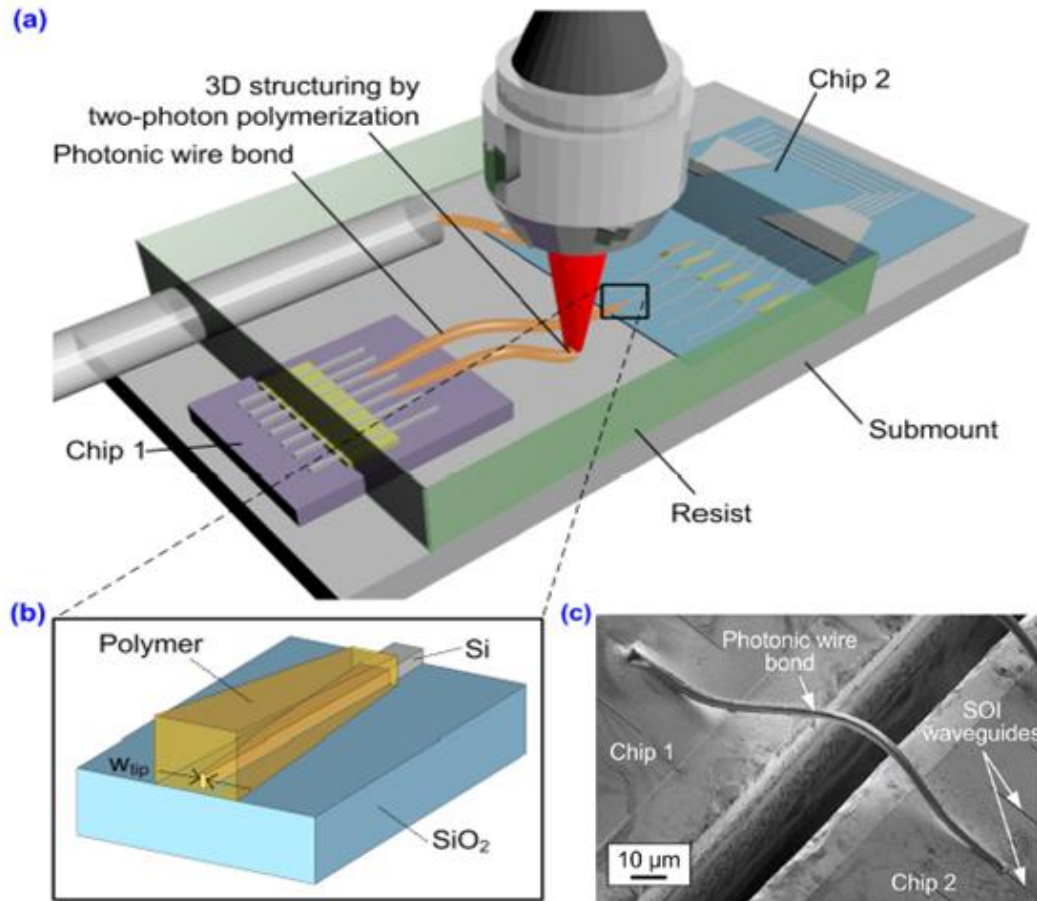 (a)
3D structuring by
two-photon polymerization
Photonic wire bond
Chip 2
Chip 1
Submount
Resist
(b)
Polymer
Si
wtip
SiO2
(c)
Photonic wire
bond
SOI
waveguides
Chip 1
10 µm
Chip 2